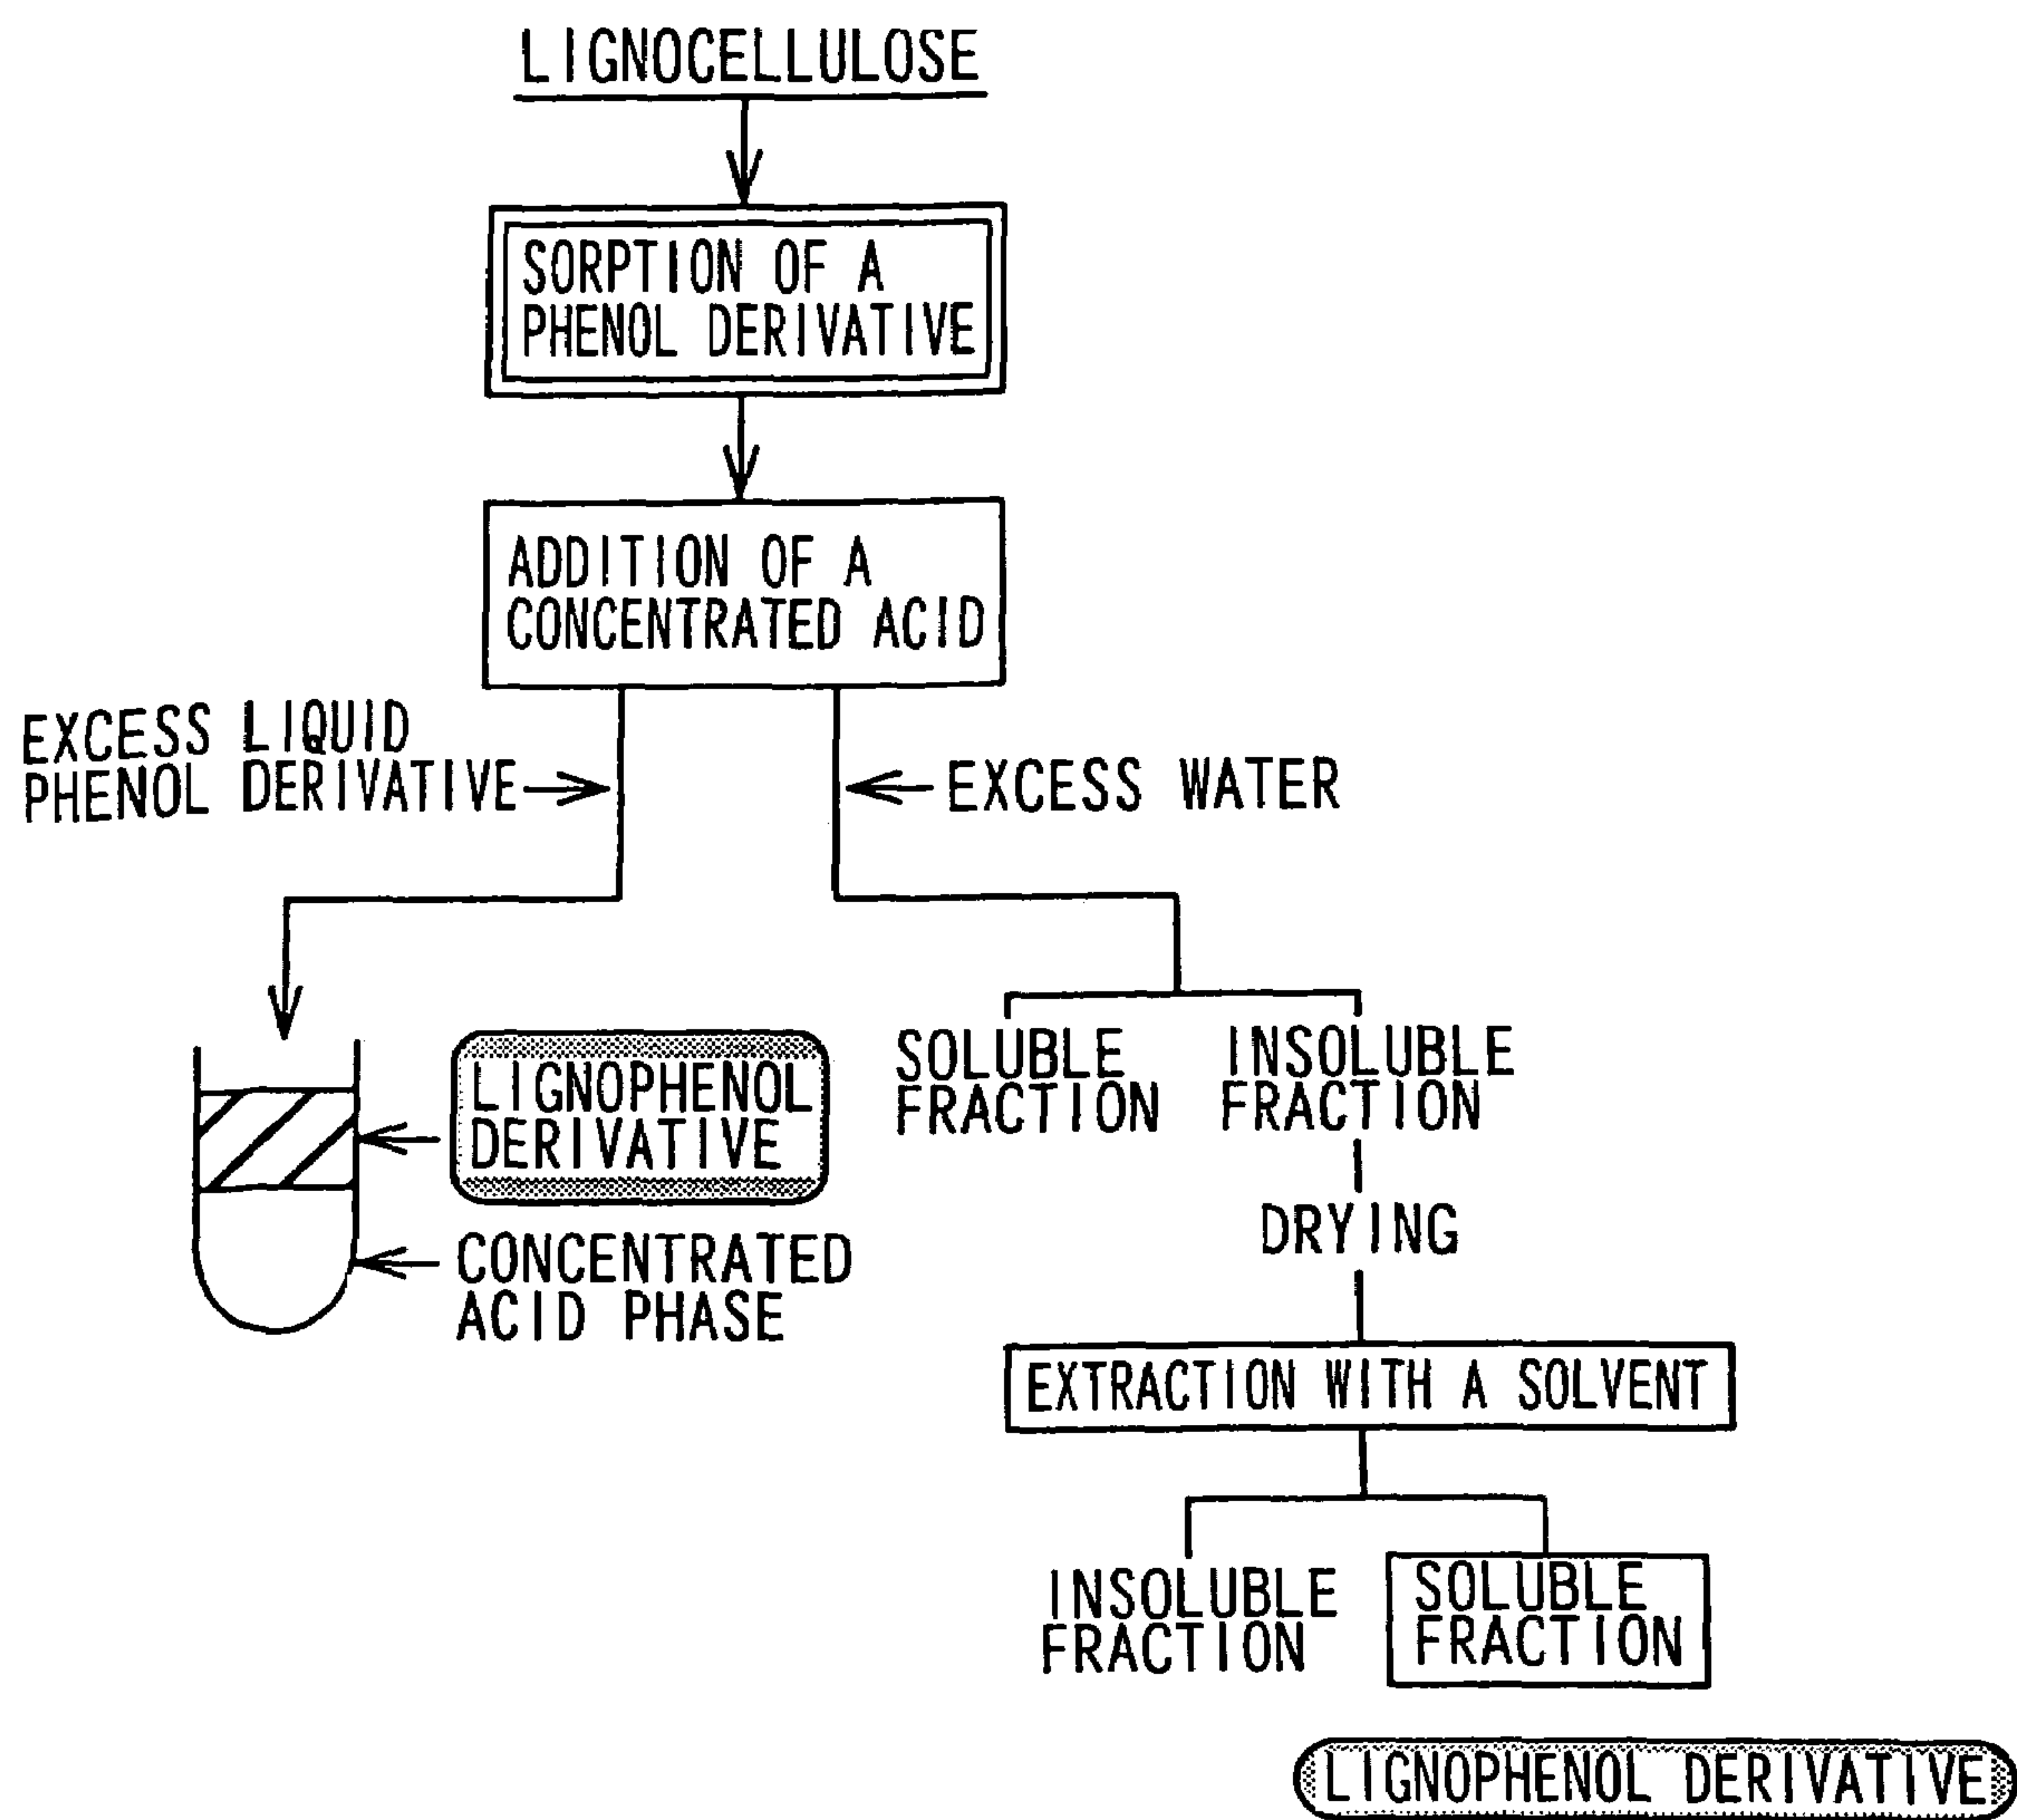 LIGNOCELLULOSE
SORPTION OF A
PHENOL DERIVATIVE
ADDITION OF A
CONCENTRATED ACID
EXCESS LIQUID
PHENOL DERIVATIVE
EXCESS WATER
LIGNOPHENOL
DERIVATIVE
CONCENTRATED
ACID PHASE
SOLUBLE
FRACTION
INSOLUBLE
FRACTION
DRYING
EXTRACTION WITH A SOLVENT
INSOLUBLE
FRACTION
SOLUBLE
FRACTION
LIGNOPHENOL DERIVATIVE